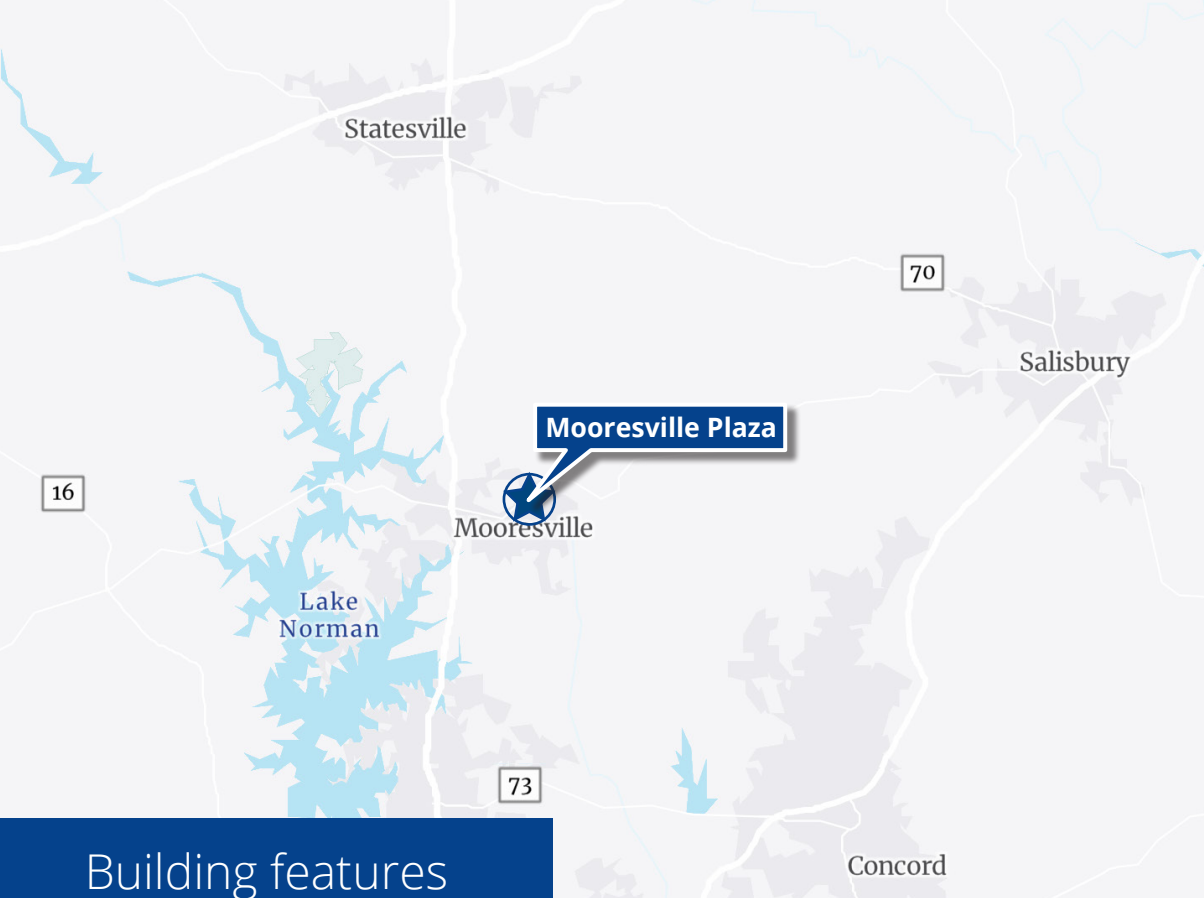 Statesville
70
Salisbury
Mooresville Plaza
16
Mooresville
Lake
Norman
73
Concord
Building features